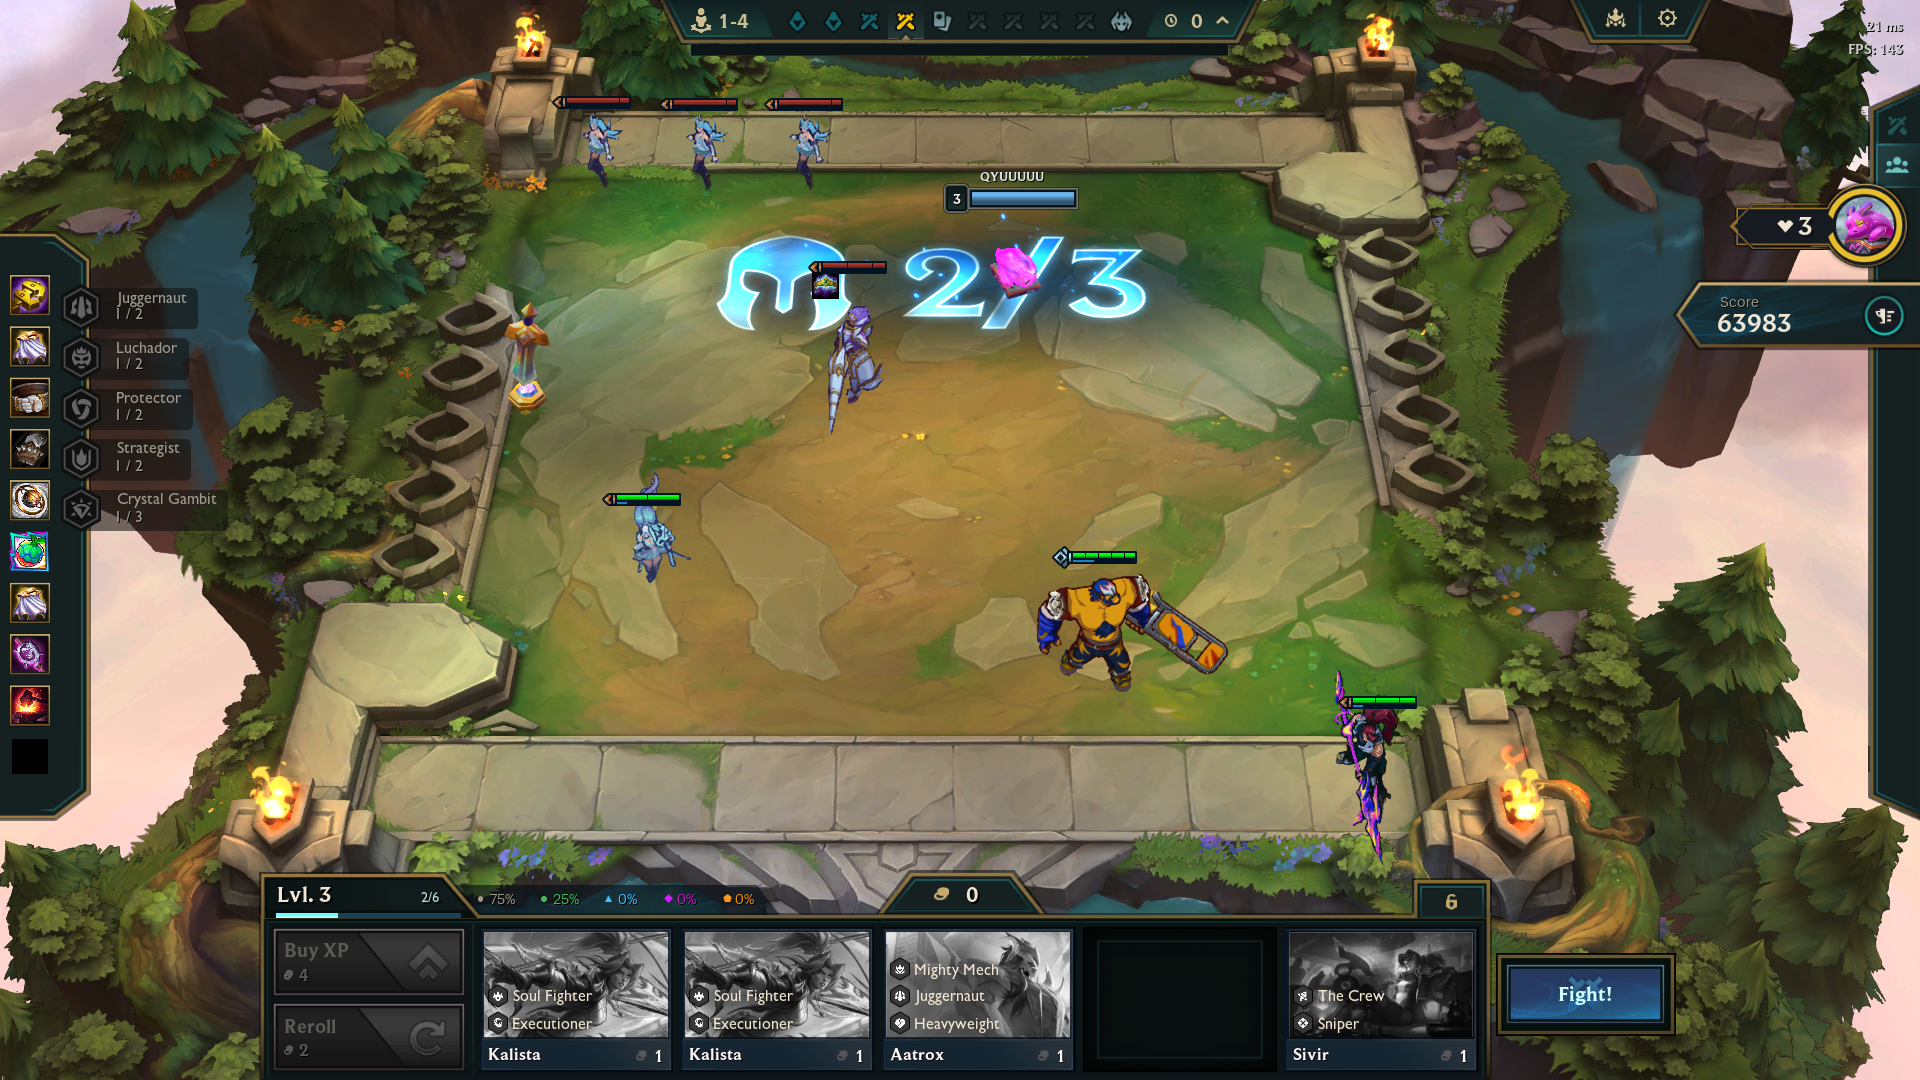 1-4
0
21 ms
FPS: 143
QYUUUUU
3
2/3
3
Score
63983
Juggernaut
1 / 2
Luchador
1 / 2
Protector
1 / 2
Strategist
1 / 2
Crystal Gambit
1 / 3
Lvl. 3
2/6
75%
25%
0%
0%
0%
0
6
Buy XP
4
Reroll
2
Soul Fighter
Executioner
Kalista
1
Soul Fighter
Executioner
Kalista
1
Mighty Mech
Juggernaut
Heavyweight
Aatrox
1
The Crew
Sniper
Sivir
1
Fight!